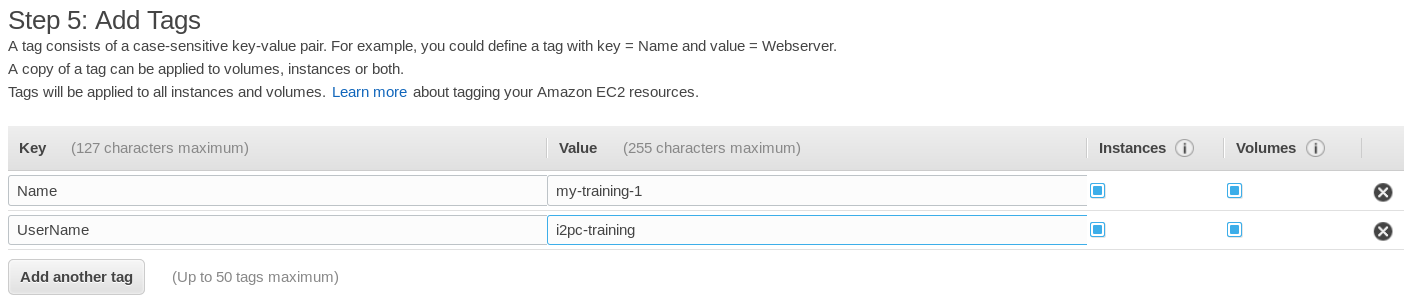 Step 5: Add Tags
A tag consists of a case-sensitive key-value pair. For example, you could define a tag with key = Name and value = Webserver.
A copy of a tag can be applied to volumes, instances or both.
Tags will be applied to all instances and volumes. Learn more about tagging your Amazon EC2 resources.
Key (127 characters maximum) Value (255 characters maximum) Instances i Volumes i
Name my-training-1
UserName i2pc-training
Add another tag (Up to 50 tags maximum)